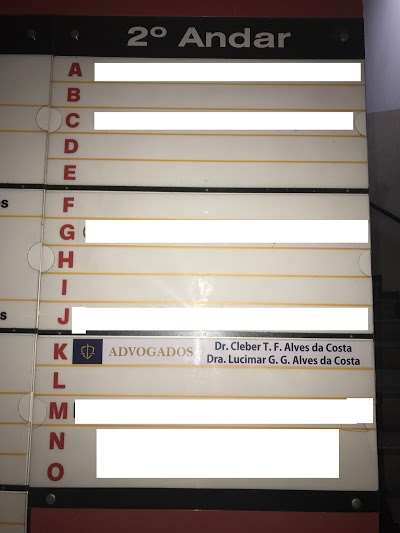 2º Andar
A
B
C
D
E
F
G
H
I
J
K ADVOGADOS Dr. Cleber T. F. Alves da Costa
Dra. Lucimar G. G. Alves da Costa
L
M
N
O